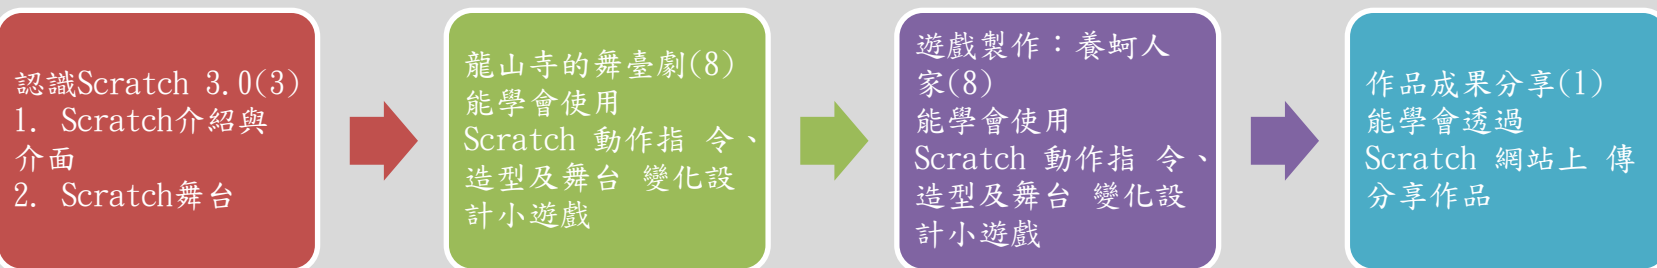 認識Scratch 3.0(3)
1. Scratch介紹與
介面
2. Scratch舞台
龍山寺的舞臺劇(8)
能學會使用
Scratch 動作指 令、
造型及舞台 變化設
計小遊戲
遊戲製作：養蚵人
家(8)
能學會使用
Scratch 動作指 令、
造型及舞台 變化設
計小遊戲
作品成果分享(1)
能學會透過
Scratch 網站上 傳
分享作品